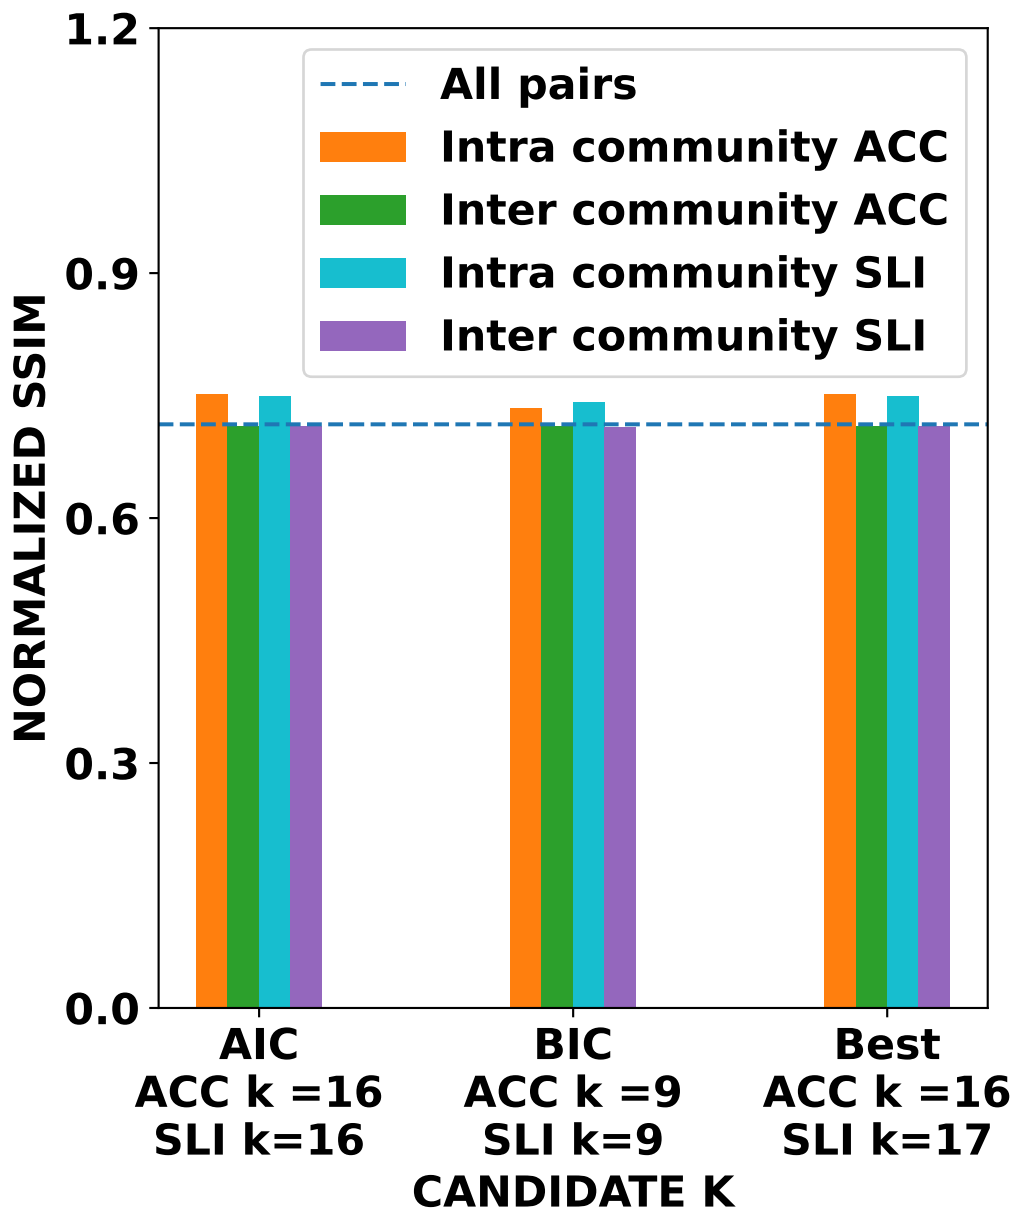 1.2
0.9
0.6
0.3
0.0
NORMALIZED SSIM
All pairs
Intra community ACC
Inter community ACC
Intra community SLI
Inter community SLI
AIC
ACC k =16
SLI k=16
BIC
ACC k =9
SLI k=9
Best
ACC k =16
SLI k=17
CANDIDATE K